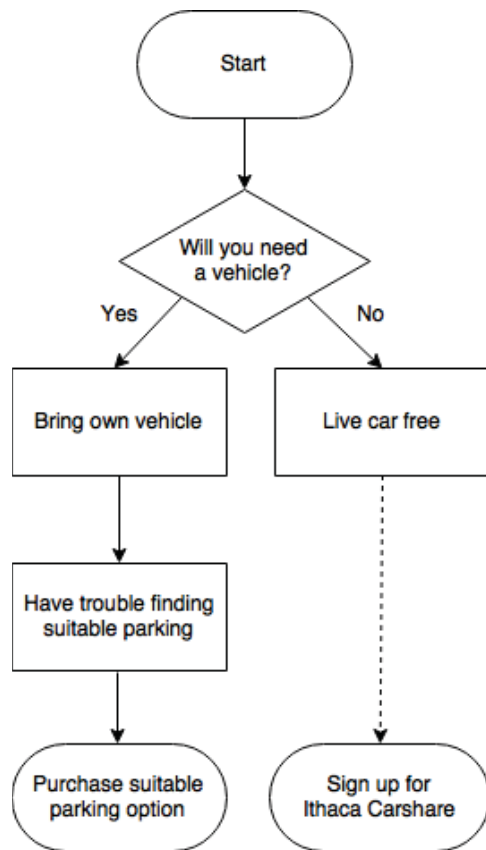 Start
Will you need
a vehicle?
Yes
No
Bring own vehicle
Live car free
Have trouble finding
suitable parking
Purchase suitable
parking option
Sign up for
Ithaca Carshare